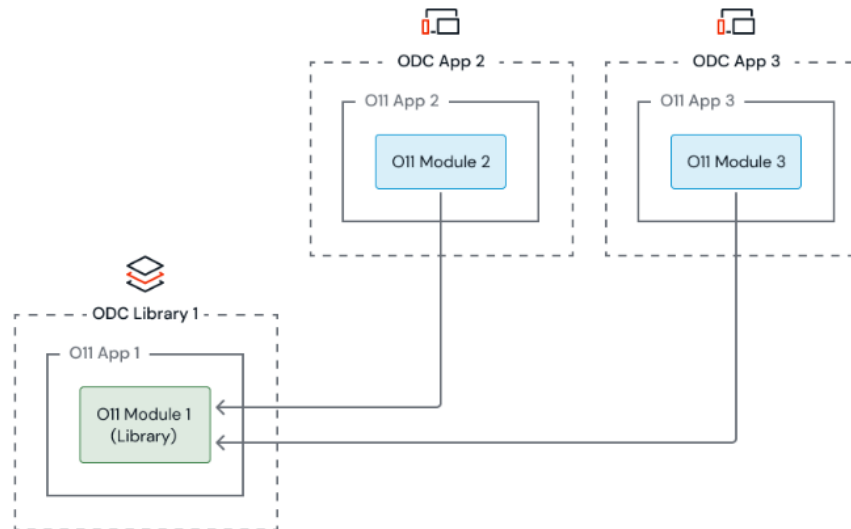 ODC App 2
ODC App 3
O11 App 2
O11 App 3
O11 Module 2
O11 Module 3
ODC Library 1
O11 App 1
O11 Module 1
(Library)